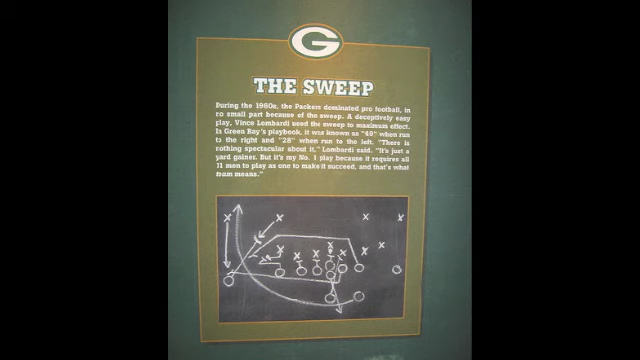 G
THE SWEEP
During the 1960s, the Packers dominated pro football, in
no small part because of the sweep. A deceptively easy
play, Vince Lombardi used the sweep to maximum effect.
In Green Bay's playbook, it was known as "49" when run
to the right and "28" when run to the left. "There is
nothing spectacular about it," Lombardi said. "It's just a
yard gainer. But it's my No. 1 play because it requires all
11 men to play as one to make it succeed, and that's what
team means."